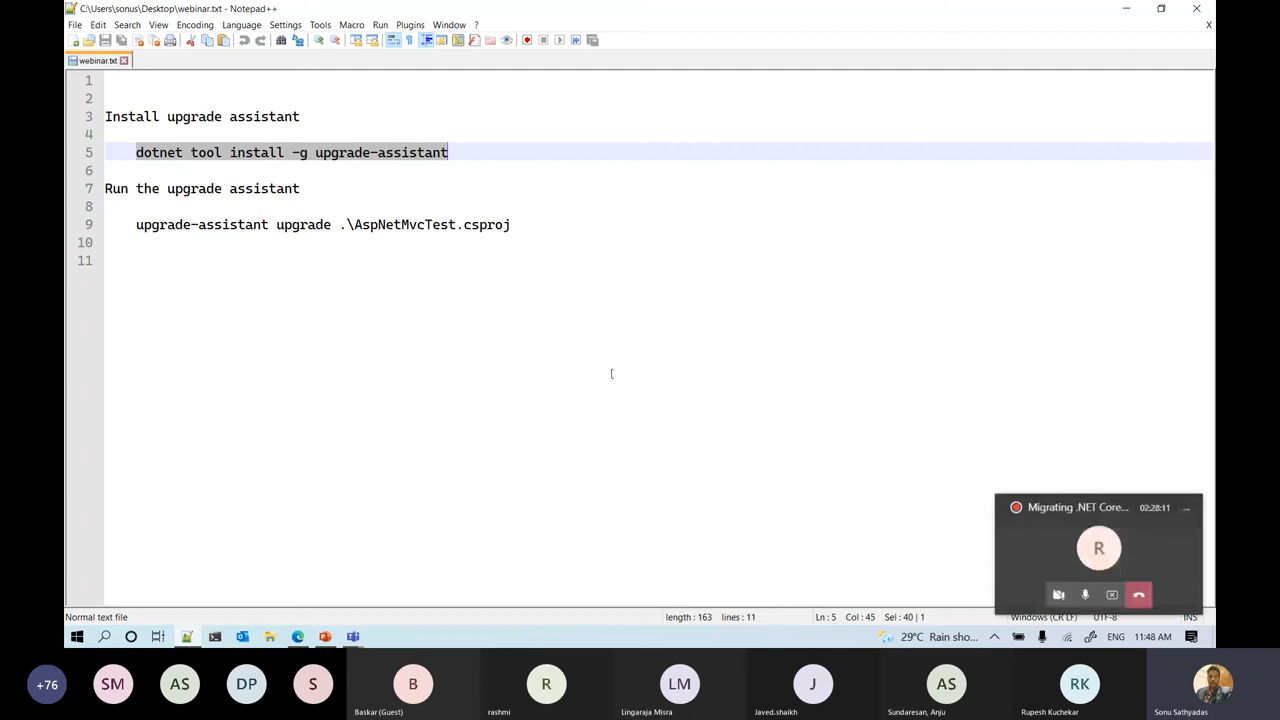 C:\Users\sonus\Desktop\webinar.txt - Notepad++
File Edit Search View Encoding Language Settings Tools Macro Run Plugins Window ? X
webinar.txt
1
2
3 Install upgrade assistant
4
5 dotnet tool install -g upgrade-assistant
6
7 Run the upgrade assistant
8
9 upgrade-assistant upgrade .\AspNetMvcTest.csproj
10
11
Migrating .NET Core... 02:28:11 ...
R
Normal text file length : 163 lines : 11 Ln : 5 Col : 45 Sel : 40 | 1 Windows (CR LF) UTF-8 INS
29°C Rain sho... ENG 11:48 AM
+76 SM AS DP S B R LM J AS RK
Baskar (Guest) rashmi Lingaraja Misra Javed.shaikh Sundaresan, Anju Rupesh Kuchekar Sonu Sathyadas